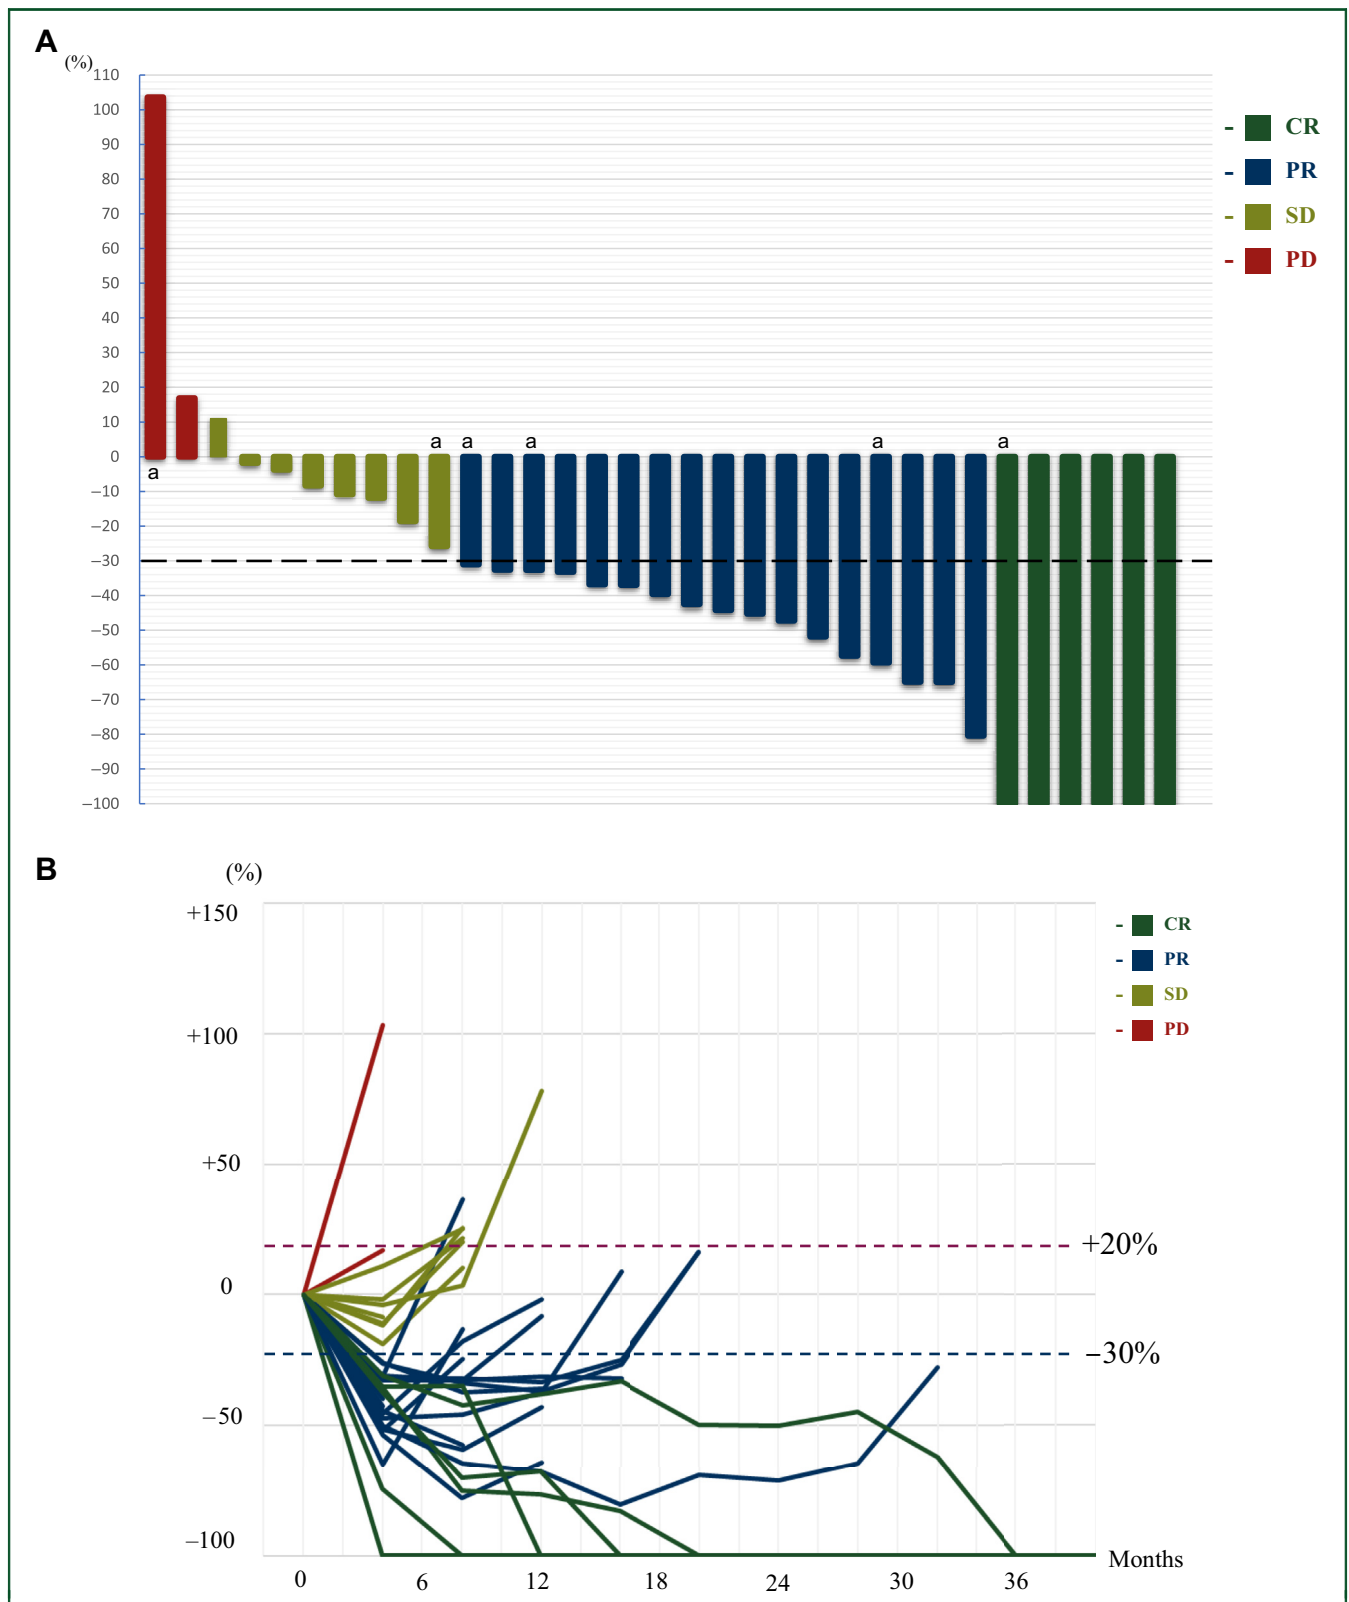 A
(%)
110
100
90
80
70
60
50
40
30
20
10
0
−10
−20
−30
−40
−50
−60
−70
−80
−90
−100
a
a
a
a
a
a
- CR
- PR
- SD
- PD
B
(%)
+150
+100
+50
0
−50
−100
- CR
- PR
- SD
- PD
+20%
−30%
0 6 12 18 24 30 36
Months